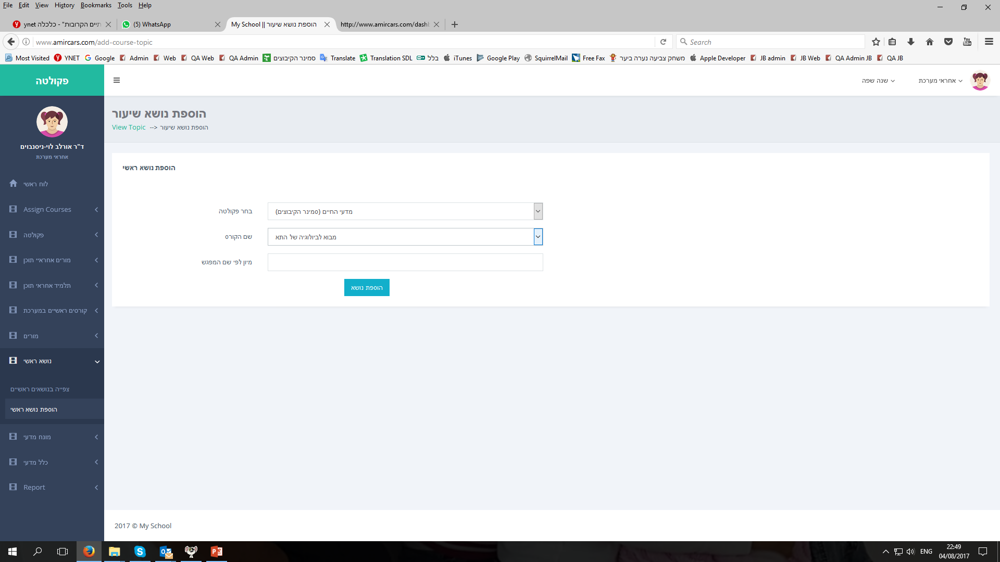 File Edit View History Bookmarks Tools Help
ynet תיים הקרובות" - כלכלה
(5) WhatsApp
My School || הוספת נושא שיעור
http://www.amircars.com/dashb
www.amircars.com/add-course-topic
Search
Most Visited YNET Google Admin Web QA Web QA Admin סמינר הקיבוצים Translate Translation SDL בלל iTunes Google Play SquirrelMail Free Fax משחק צביעה נערה ביער Apple Developer JB admin JB Web QA Admin JB QA JB
פקולטה
שנה שפה
אחראי מערכת
ד"ר אורלב לוי-ניסנבוים
אחראי מערכת
לוח ראשי
Assign Courses
פקולטה
מורים אחראיי תוכן
תלמיד אחראי תוכן
קורסים ראשיים במערכת
מורים
נושא ראשי
צפייה בנושאים ראשיים
הוספת נושא ראשי
מונח מדעי
כלל מדעי
Report
הוספת נושא שיעור
View Topic --> הוספת נושא שיעור
הוספת נושא ראשי
בחר פקולטה
מדעי החיים (סמינר הקיבוצים)
שם הקורס
מבוא לביולוגיה של התא
מיון לפי שם המפגש
הוספת נושא
2017 © My School
ENG
22:49
04/08/2017